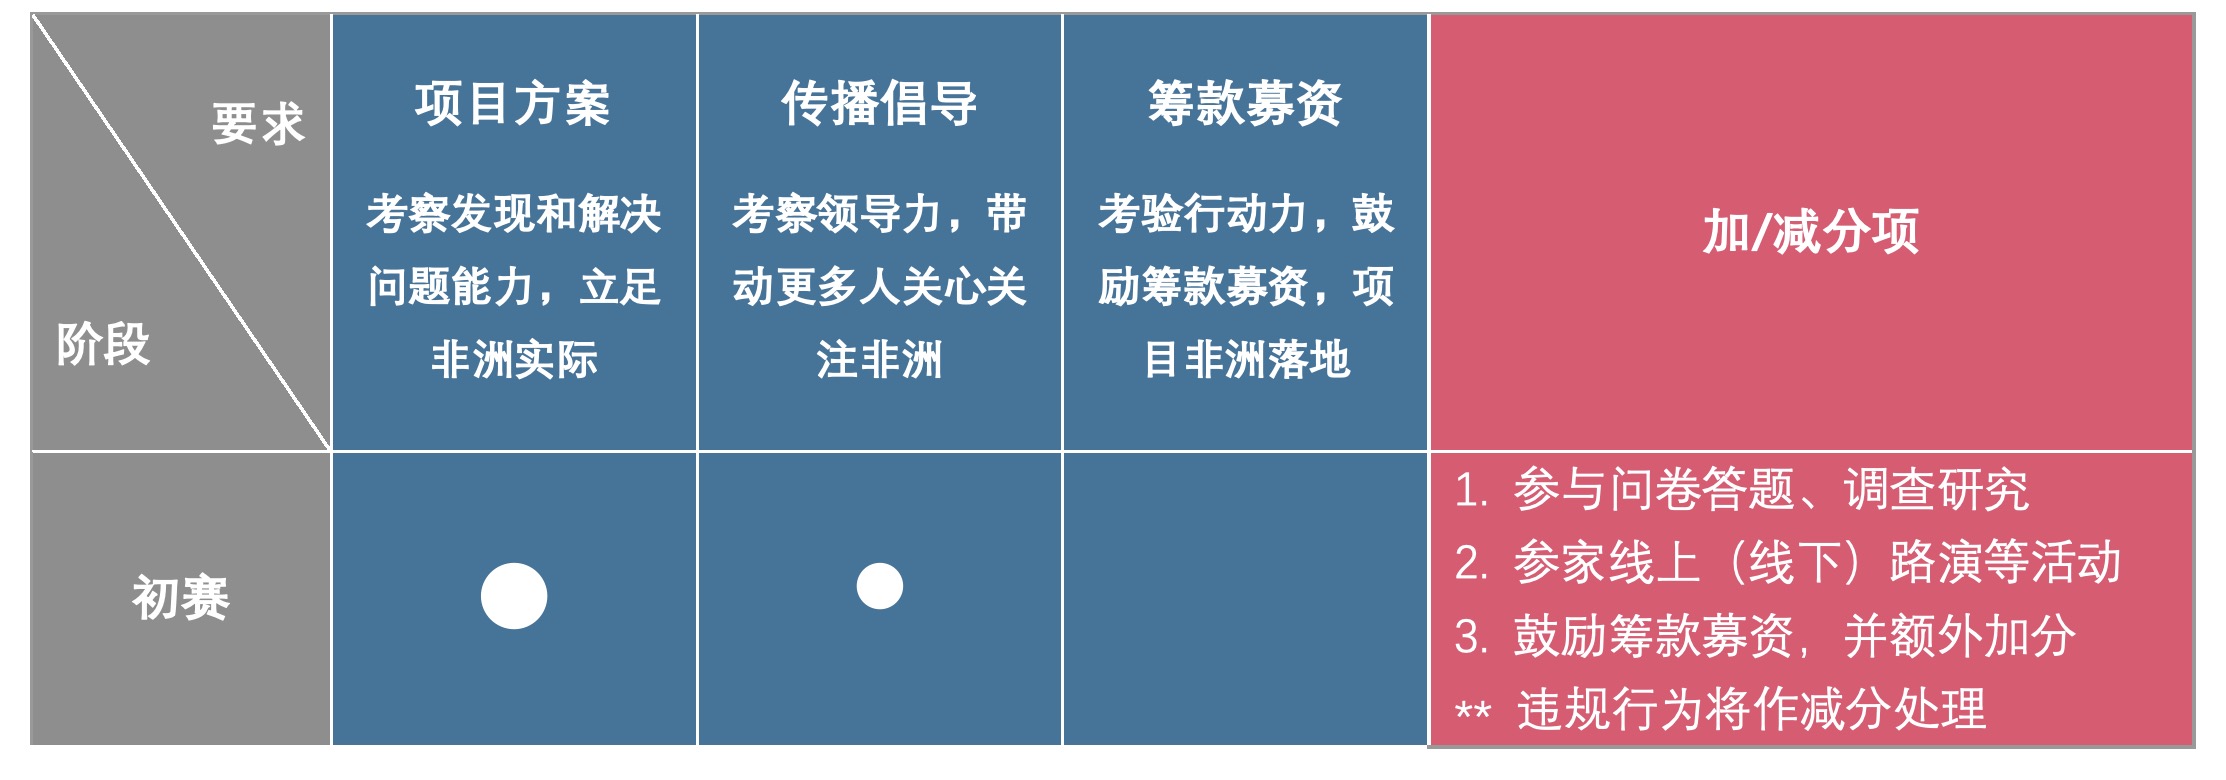 要求
阶段
项目方案
考察发现和解决
问题能力，立足
非洲实际
传播倡导
考察领导力，带
动更多人关心关
注非洲
筹款募资
考验行动力，鼓
励筹款募资，项
目非洲落地
加/减分项
初赛
1. 参与问卷答题、调查研究
2. 参家线上（线下）路演等活动
3. 鼓励筹款募资，并额外加分
** 违规行为将作减分处理